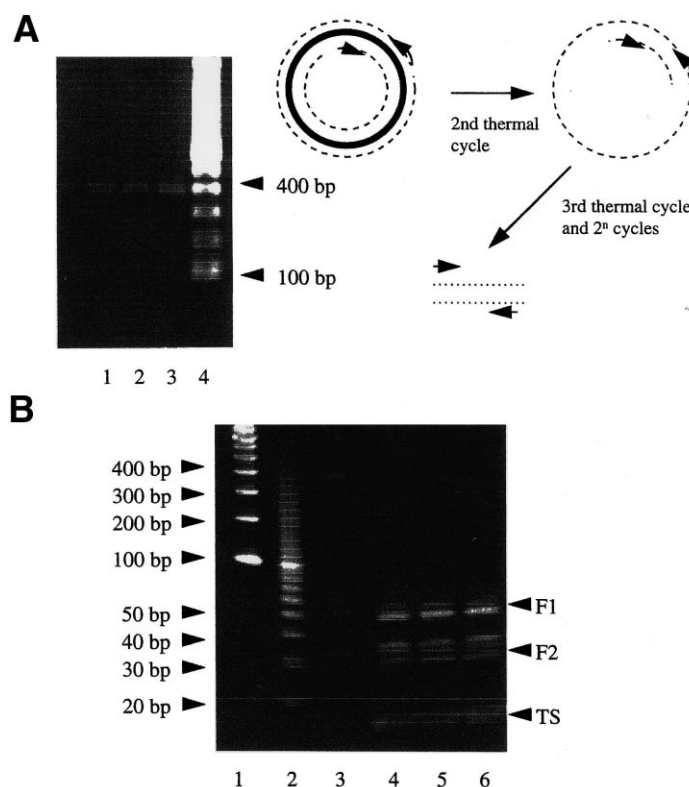 A
400 bp
100 bp
1 2 3 4
2nd thermal
cycle
3rd thermal cycle
and 2ⁿ cycles
B
400 bp
300 bp
200 bp
100 bp
50 bp
40 bp
30 bp
20 bp
F1
F2
TS
1 2 3 4 5 6